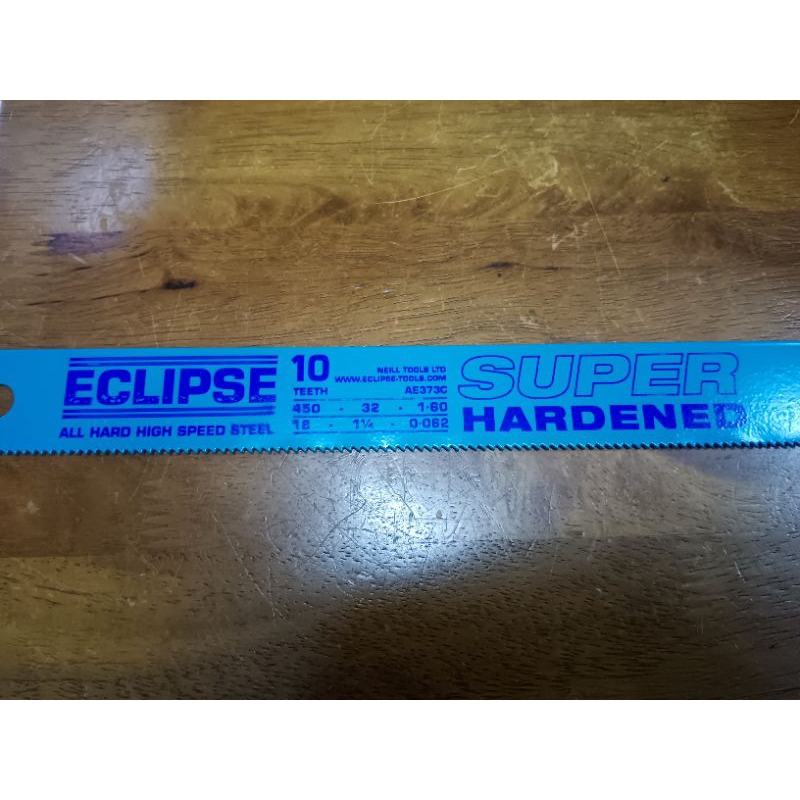 ECLIPSE
ALL HARD HIGH SPEED STEEL
10
TEETH
NEILL TOOLS LTD
WWW.ECLIPSE-TOOLS.COM
AE373C
450 - 32 - 1·60
18 - 1¼ - 0·062
SUPER
HARDENED